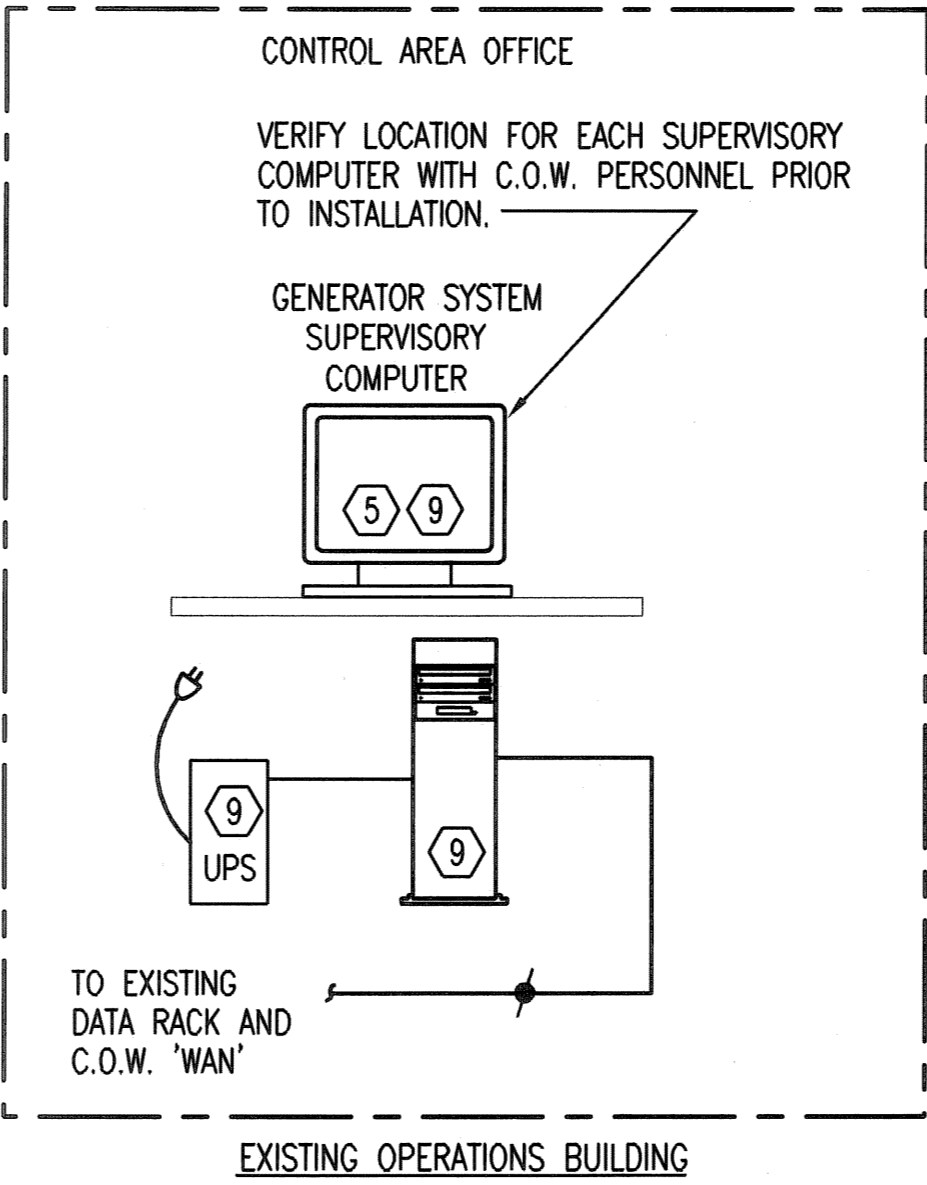 CONTROL AREA OFFICE
VERIFY LOCATION FOR EACH SUPERVISORY
COMPUTER WITH C.O.W. PERSONNEL PRIOR
TO INSTALLATION.
GENERATOR SYSTEM
SUPERVISORY
COMPUTER
5 9
9
UPS
9
TO EXISTING
DATA RACK AND
C.O.W. 'WAN'
EXISTING OPERATIONS BUILDING